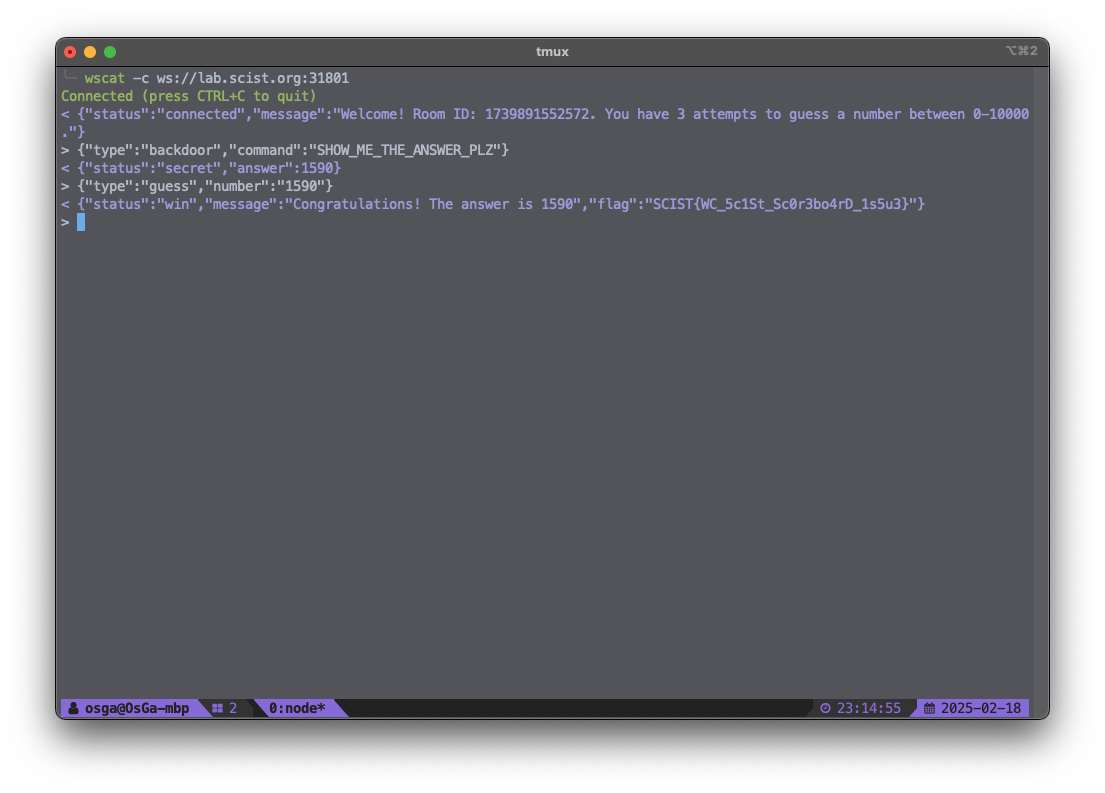 tmux
⌥⌘2
wscat -c ws://lab.scist.org:31801
Connected (press CTRL+C to quit)
< {"status":"connected","message":"Welcome! Room ID: 1739891552572. You have 3 attempts to guess a number between 0-10000
."}
> {"type":"backdoor","command":"SHOW_ME_THE_ANSWER_PLZ"}
< {"status":"secret","answer":1590}
> {"type":"guess","number":"1590"}
< {"status":"win","message":"Congratulations! The answer is 1590","flag":"SCIST{WC_5c1St_Sc0r3bo4rD_1s5u3}"}
>
osga@OsGa-mbp 2 0:node* 23:14:55 2025-02-18